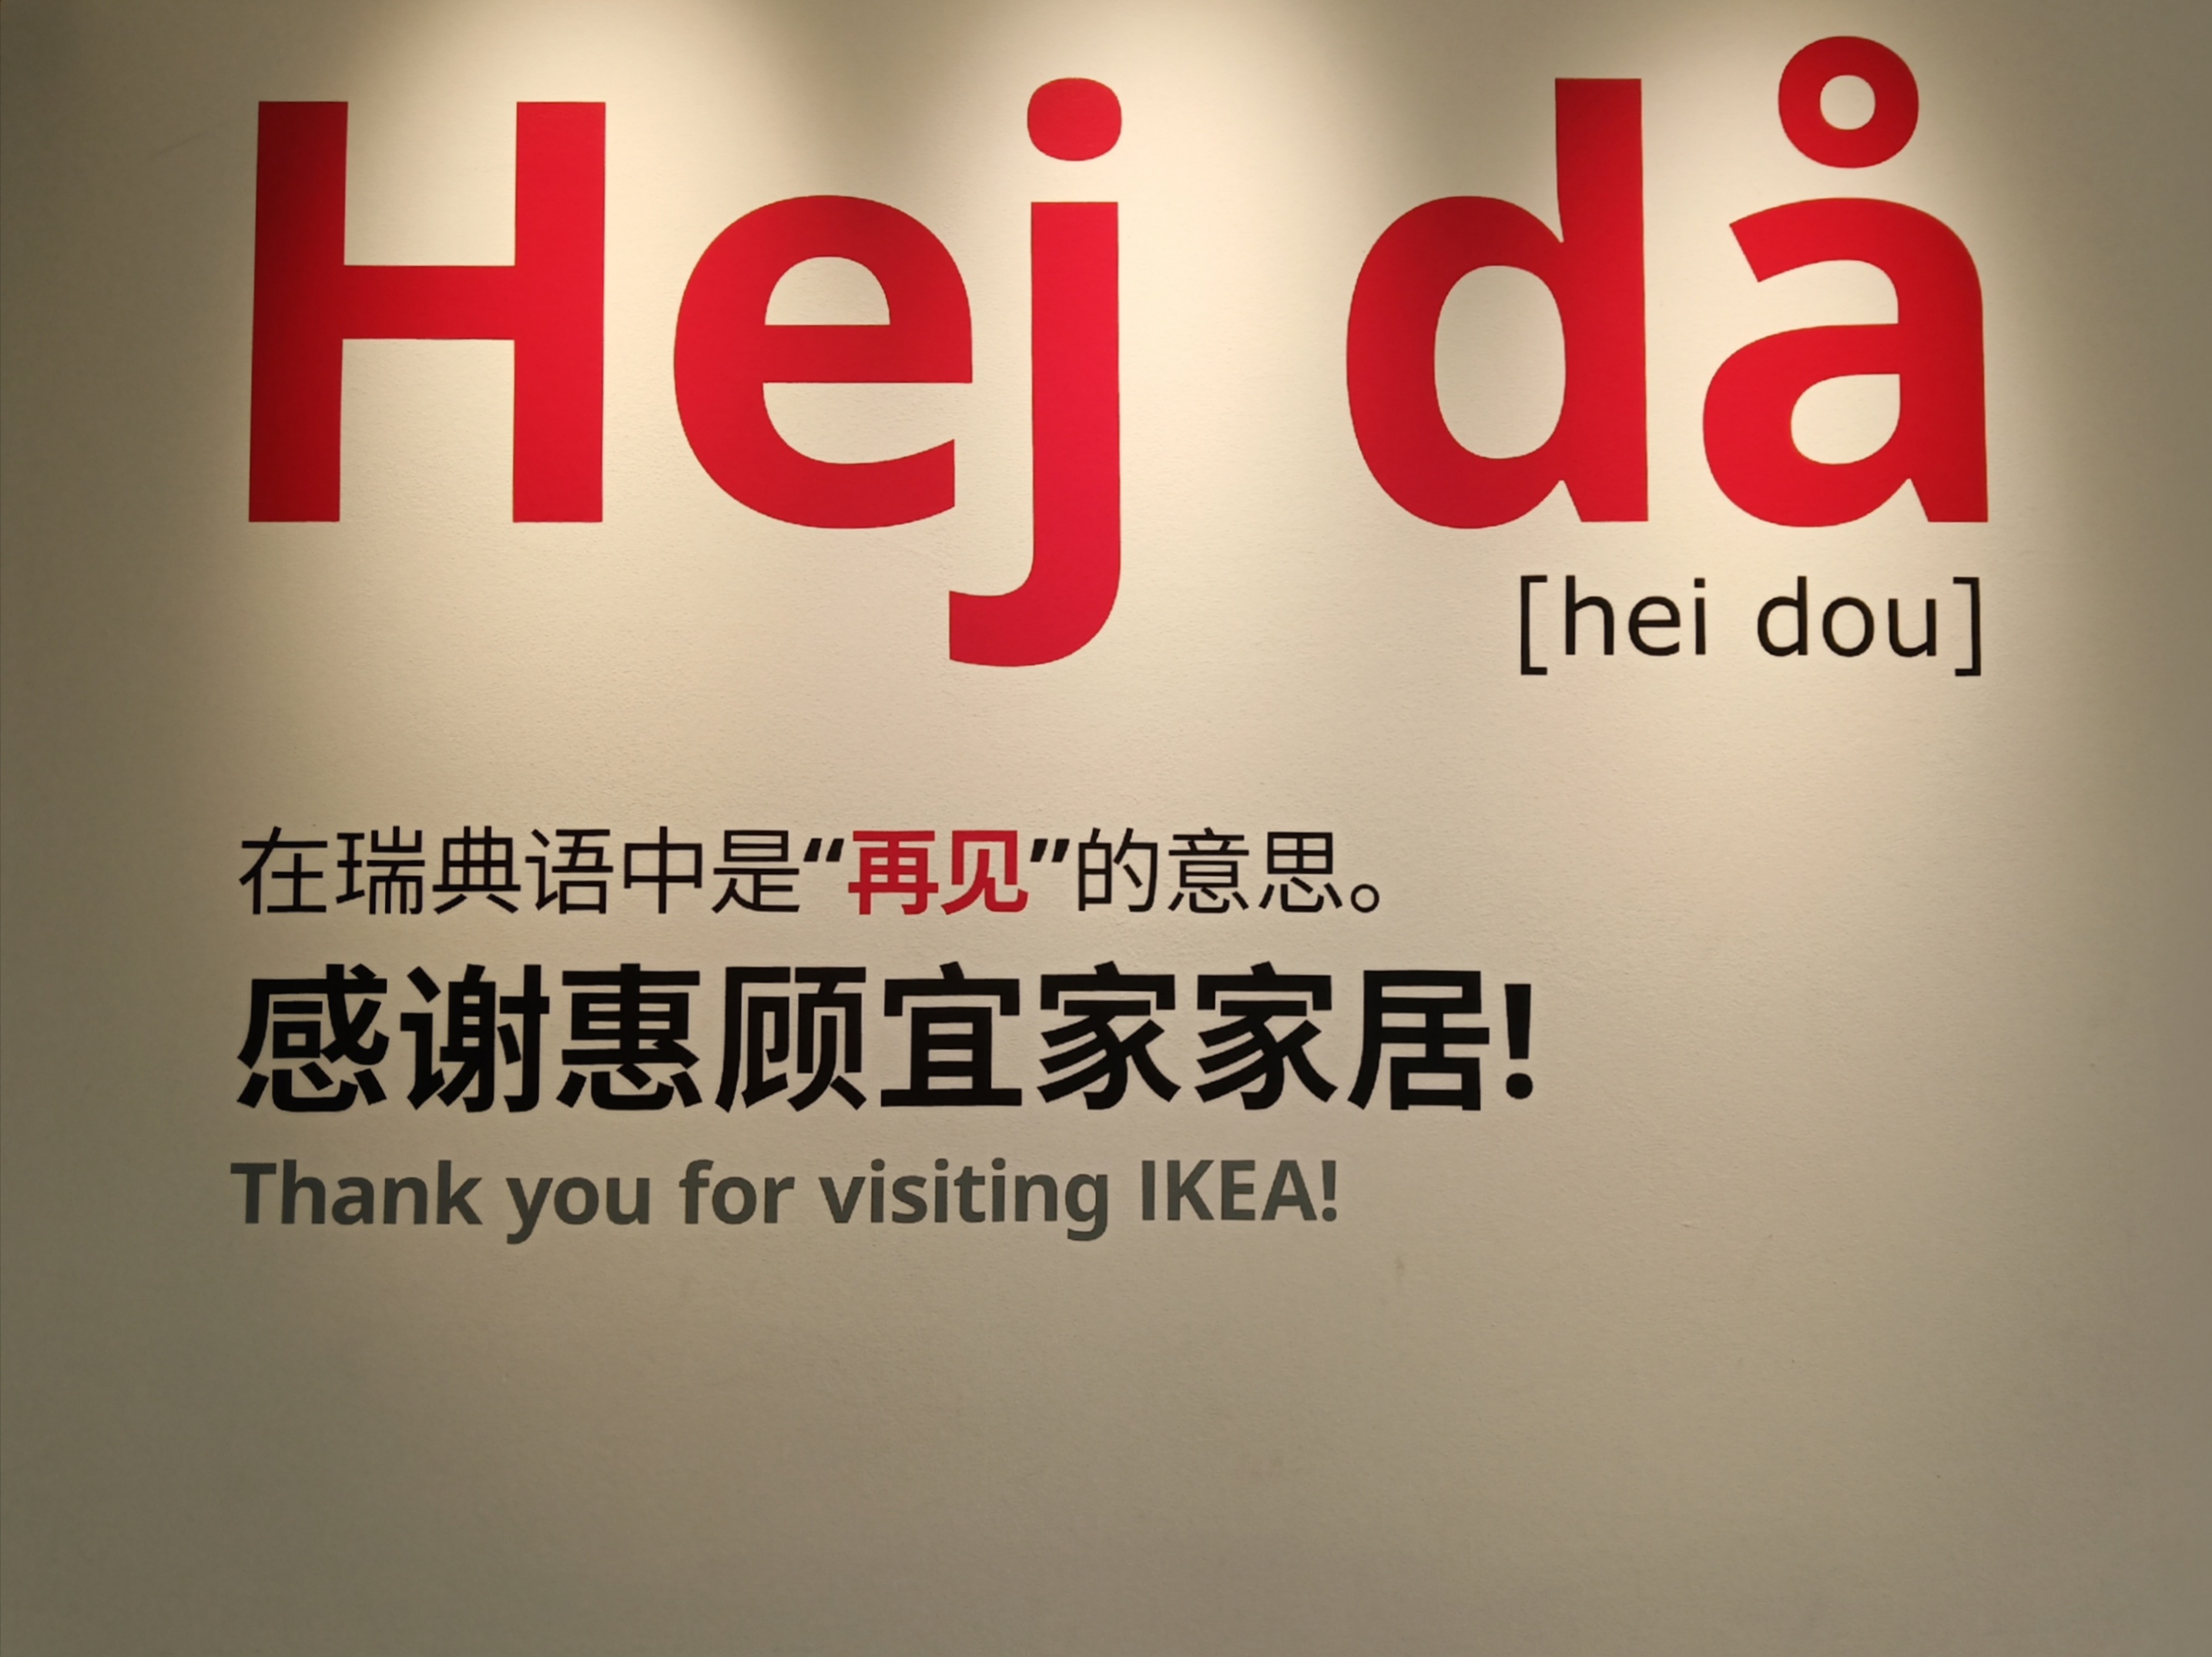 Hej då
[hei dou]
在瑞典语中是“再见”的意思。
感谢惠顾宜家家居!
Thank you for visiting IKEA!